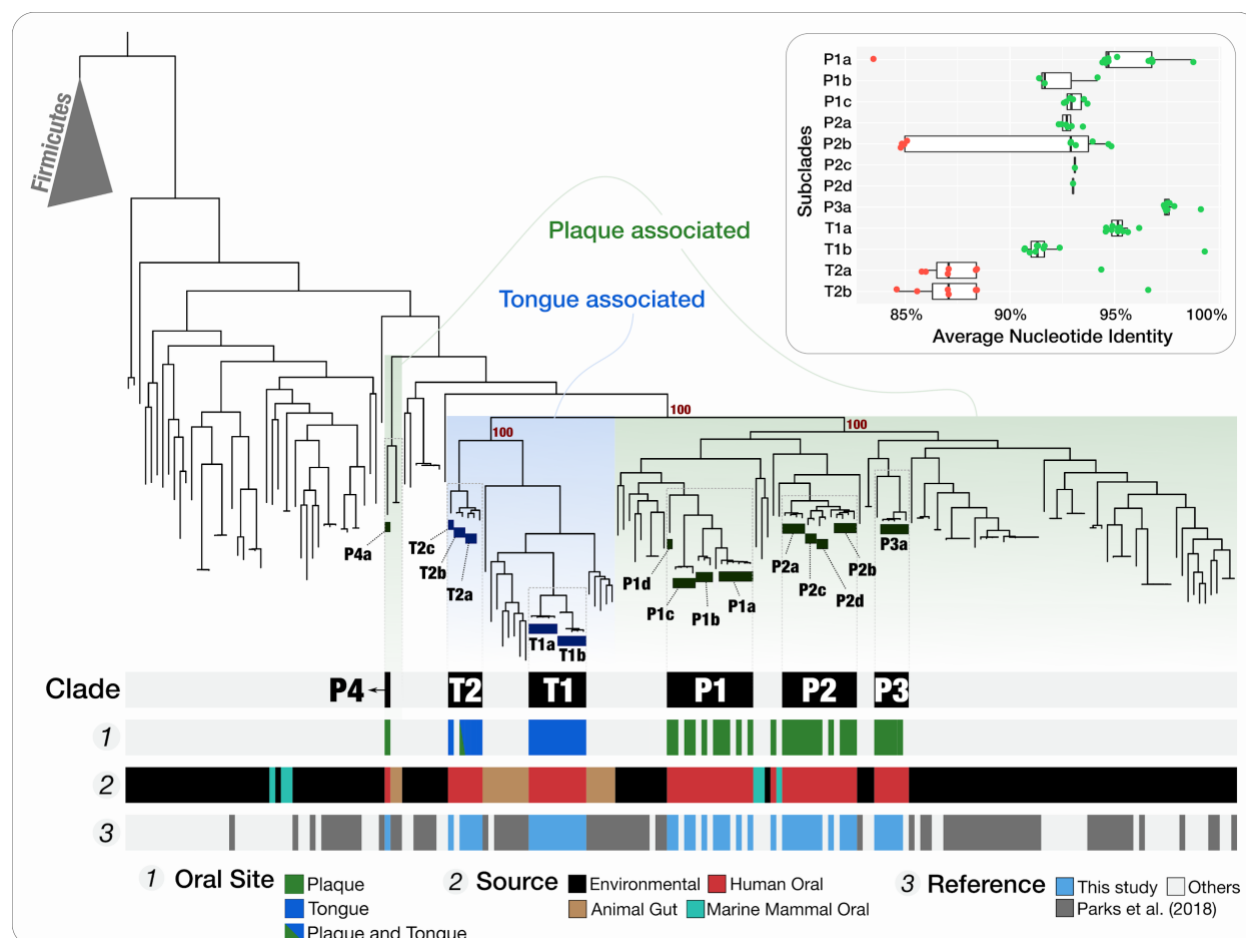 Firmicutes
Plaque associated
Tongue associated
Subclades
P1a
P1b
P1c
P2a
P2b
P2c
P2d
P3a
T1a
T1b
T2a
T2b
85% 90% 95% 100%
Average Nucleotide Identity
100
100 100
P4a
T2c
T2b
T2a
T1a
T1b
P1d
P1c
P1b
P1a
P2a
P2c
P2d
P2b
P3a
Clade P4 T2 T1 P1 P2 P3
1
2
3
1 Oral Site
Plaque
Tongue
Plaque and Tongue
2 Source
Environmental Human Oral
Animal Gut Marine Mammal Oral
3 Reference
This study Others
Parks et al. (2018)